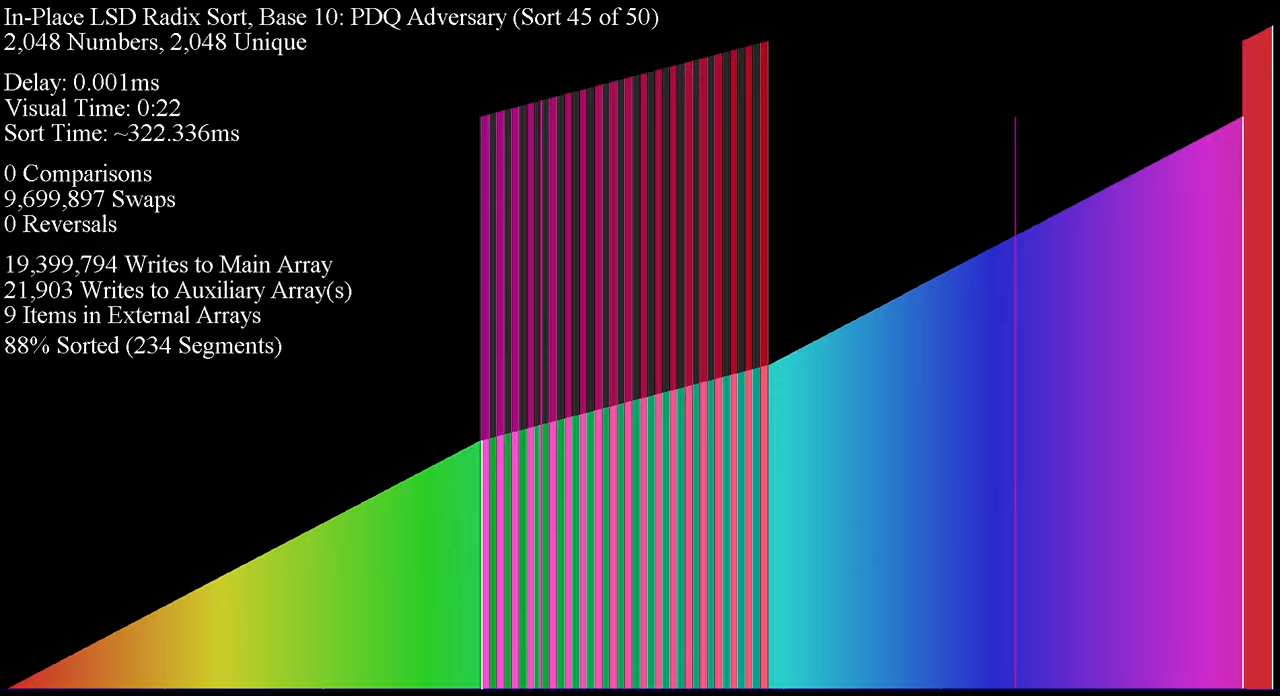 In-Place LSD Radix Sort, Base 10: PDQ Adversary (Sort 45 of 50)
2,048 Numbers, 2,048 Unique
Delay: 0.001ms
Visual Time: 0:22
Sort Time: ~322.336ms
0 Comparisons
9,699,897 Swaps
0 Reversals
19,399,794 Writes to Main Array
21,903 Writes to Auxiliary Array(s)
9 Items in External Arrays
88% Sorted (234 Segments)